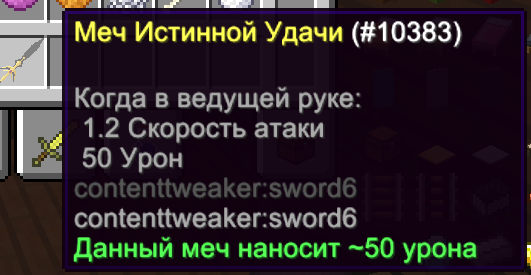 Меч Истинной Удачи (#10383)
Когда в ведущей руке:
1.2 Скорость атаки
50 Урон
contenttweaker:sword6
contenttweaker:sword6
Данный меч наносит ~50 урона